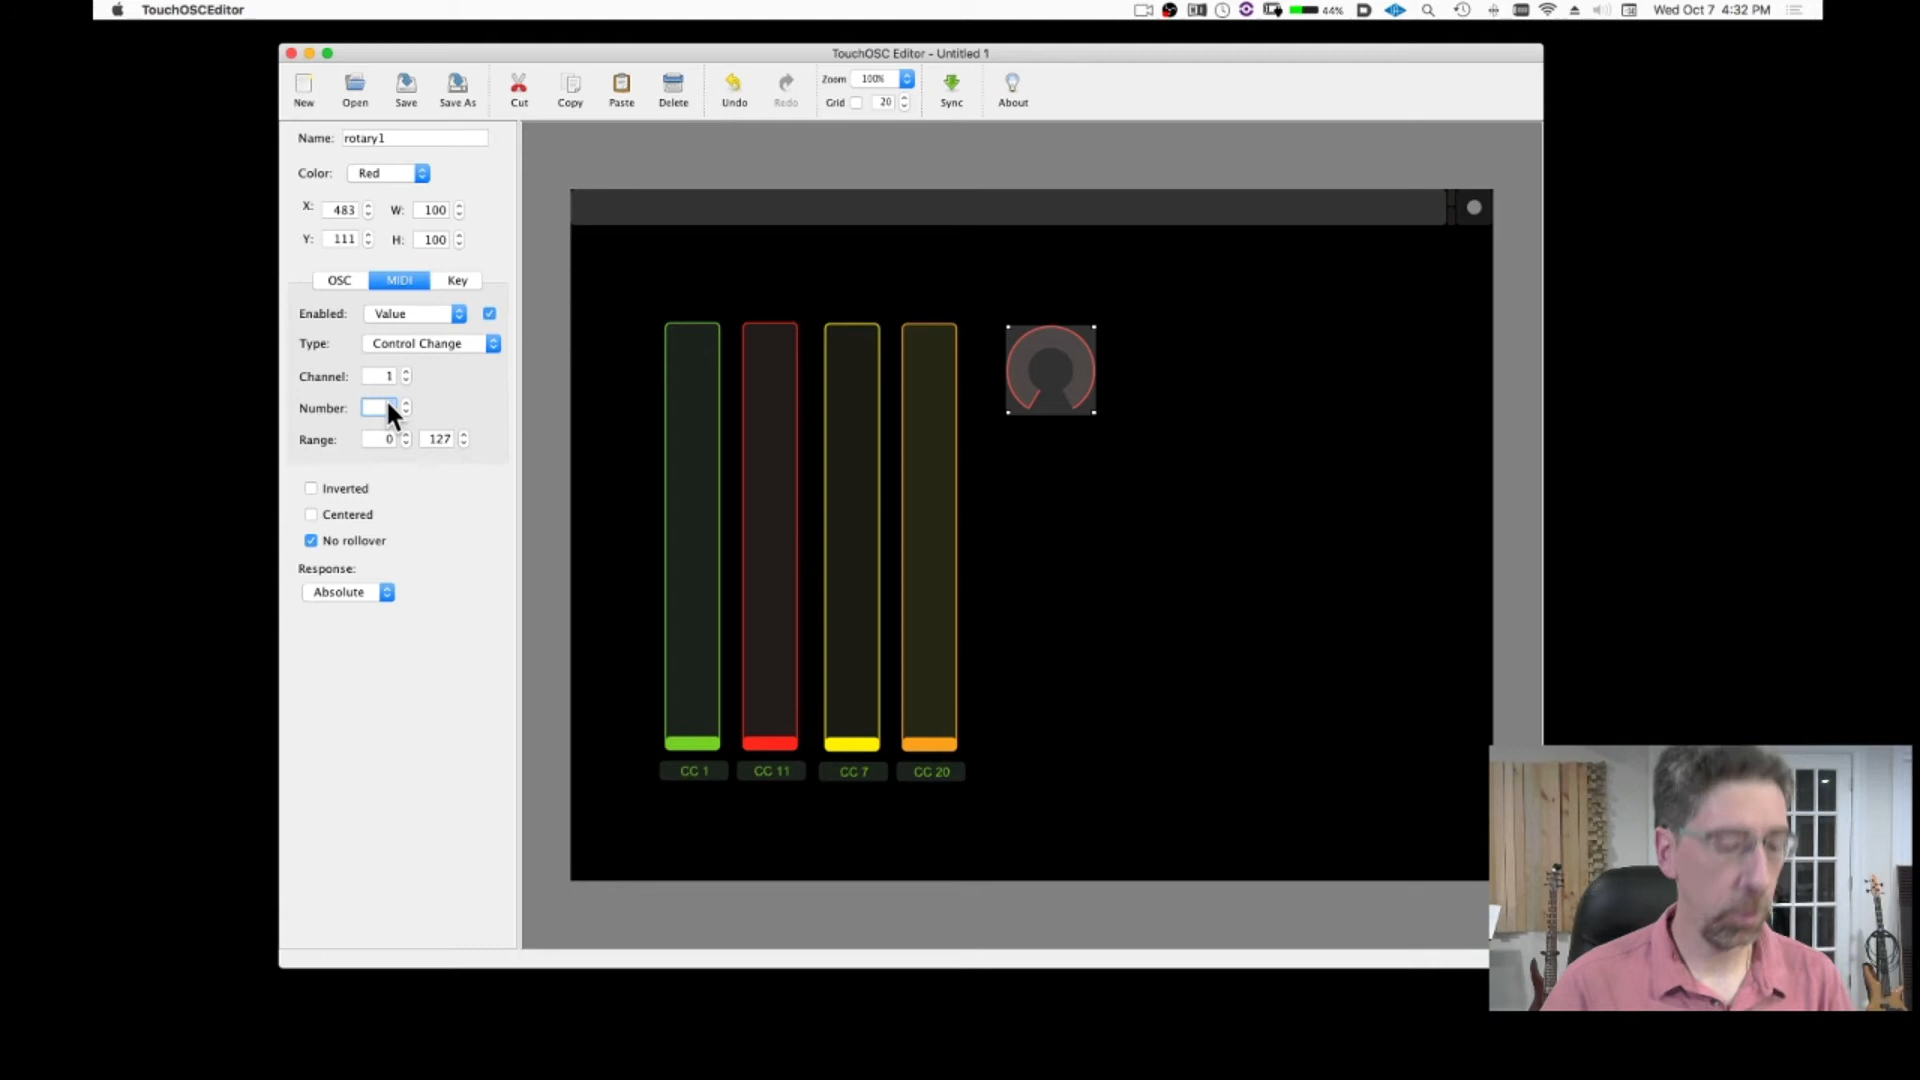 TouchOSCEditor
44%
Wed Oct 7 4:32 PM
TouchOSC Editor - Untitled 1
New Open Save Save As Cut Copy Paste Delete Undo Redo Zoom 100% Grid 20 Sync About
Name: rotary1
Color: Red
X: 483 W: 100
Y: 111 H: 100
OSC MIDI Key
Enabled: Value
Type: Control Change
Channel: 1
Number:
Range: 0 127
Inverted
Centered
No rollover
Response:
Absolute
CC 1 CC 11 CC 7 CC 20